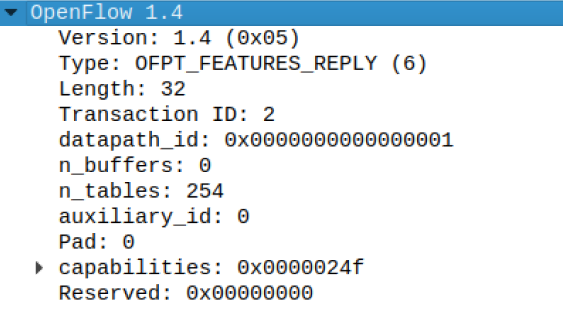 OpenFlow 1.4
Version: 1.4 (0x05)
Type: OFPT_FEATURES_REPLY (6)
Length: 32
Transaction ID: 2
datapath_id: 0x0000000000000001
n_buffers: 0
n_tables: 254
auxiliary_id: 0
Pad: 0
capabilities: 0x0000024f
Reserved: 0x00000000